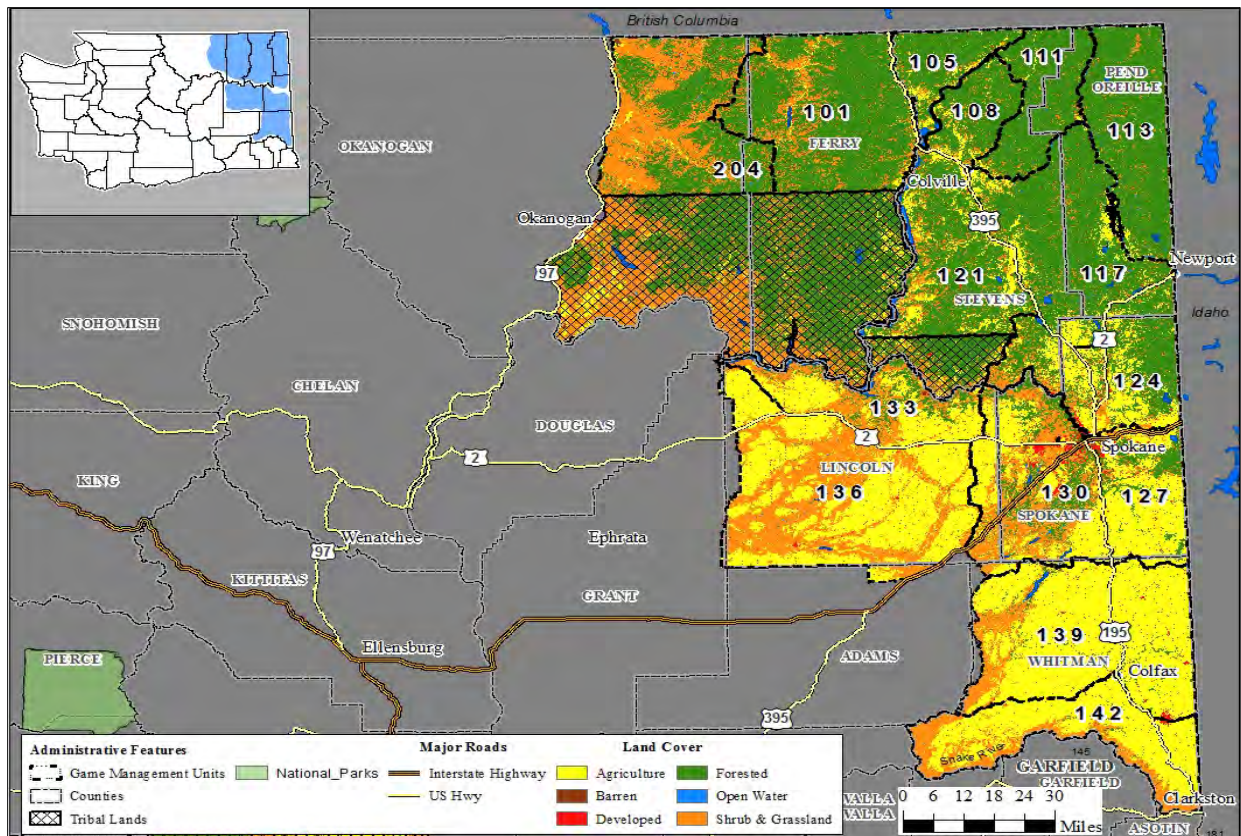 British Columbia
105
111
PEND
OREILLE
108
101
113
FERRY
OKANOGAN
204
Colville
Okanogan
395
97
Newport
121
117
STEVENS
Idaho
SNOHOMISH
2
CHELAN
124
133
DOUGLAS
2
2
Spokane
LINCOLN
KING
136
130
127
SPOKANE
Wenatchee
Ephrata
97
KITTITAS
GRANT
195
139
Ellensburg
PIERCE
ADAMS
WHITMAN
Colfax
142
395
Snake River
145
GARFIELD
GARFIELD
Clarkston
WALLA
WALLA
ASOTIN
181
Administrative Features
Game Management Units
Counties
Tribal Lands
National_Parks
Major Roads
Interstate Highway
US Hwy
Land Cover
Agriculture
Barren
Developed
Forested
Open Water
Shrub & Grassland
0 6 12 18 24 30
Miles